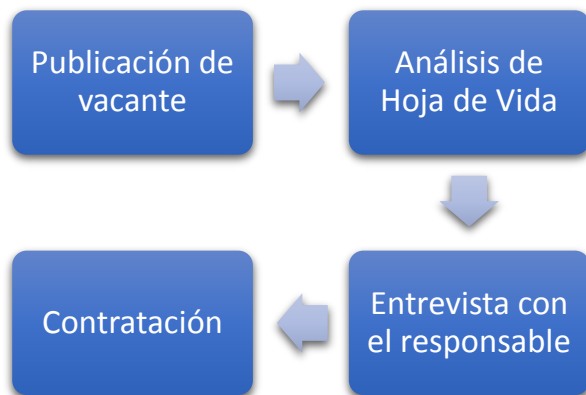 Publicación de
vacante
Análisis de
Hoja de Vida
Entrevista con
el responsable
Contratación